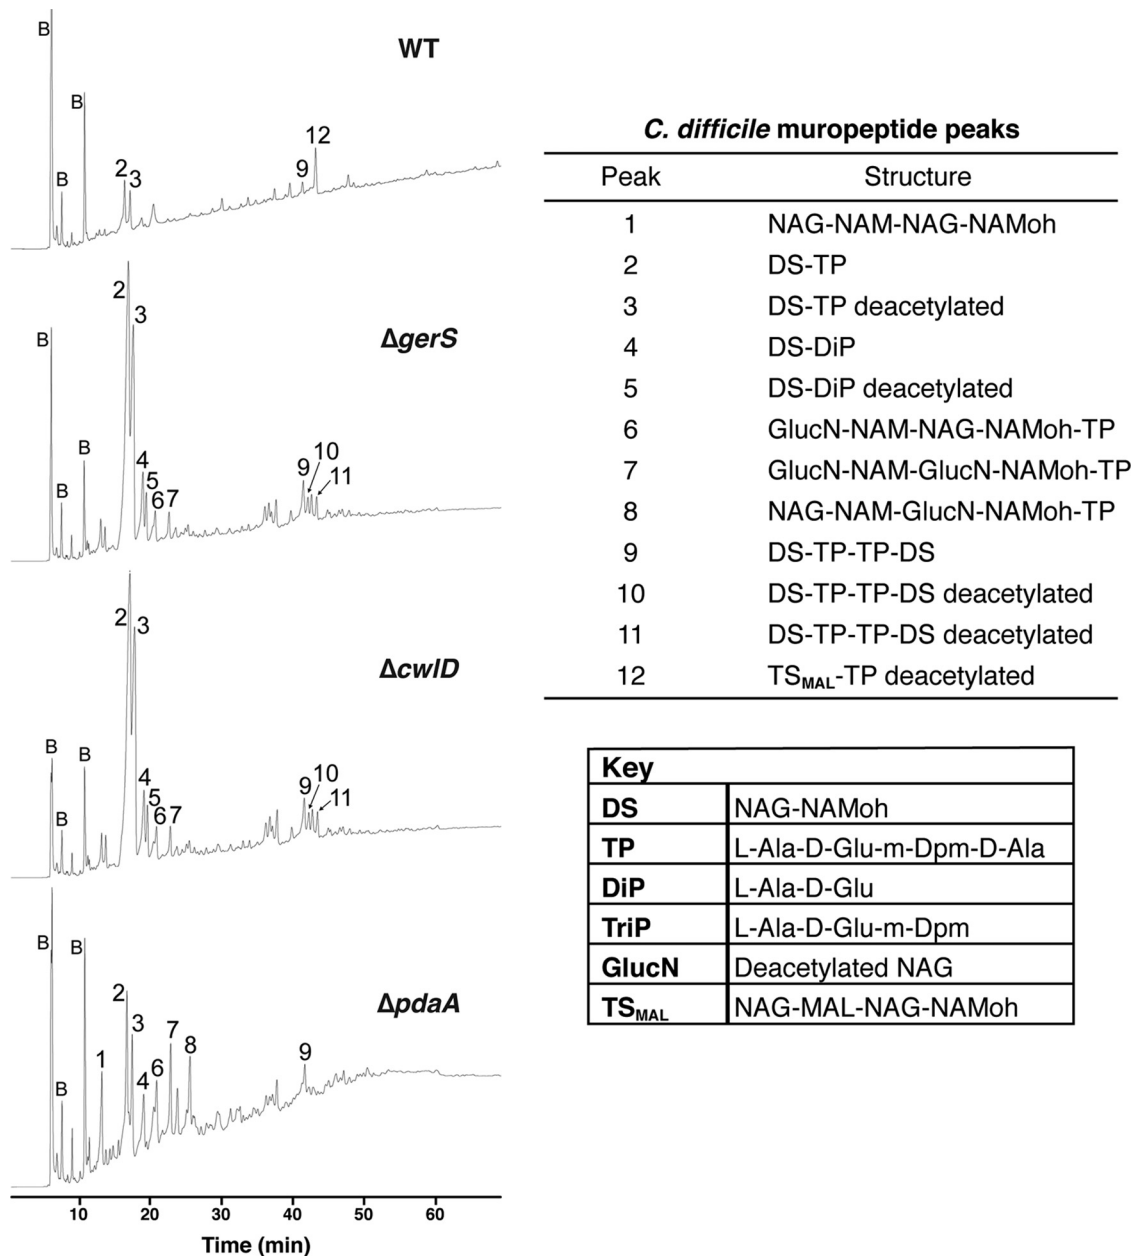 B
WT
B
B
2
3
12
9
B
B
B
2
3
ΔgerS
4
5
6
7
9
10
11
B
B
B
2
3
ΔcwlD
4
5
6
7
9
10
11
B
B
B
1
2
3
ΔpdaA
4
6
7
8
9
10 20 30 40 50 60
Time (min)
C. difficile muropeptide peaks
Peak Structure
1 NAG-NAM-NAG-NAMoh
2 DS-TP
3 DS-TP deacetylated
4 DS-DiP
5 DS-DiP deacetylated
6 GlucN-NAM-NAG-NAMoh-TP
7 GlucN-NAM-GlucN-NAMoh-TP
8 NAG-NAM-GlucN-NAMoh-TP
9 DS-TP-TP-DS
10 DS-TP-TP-DS deacetylated
11 DS-TP-TP-DS deacetylated
12 TSMAL-TP deacetylated
Key
DS NAG-NAMoh
TP L-Ala-D-Glu-m-Dpm-D-Ala
DiP L-Ala-D-Glu
TriP L-Ala-D-Glu-m-Dpm
GlucN Deacetylated NAG
TSMAL NAG-MAL-NAG-NAMoh